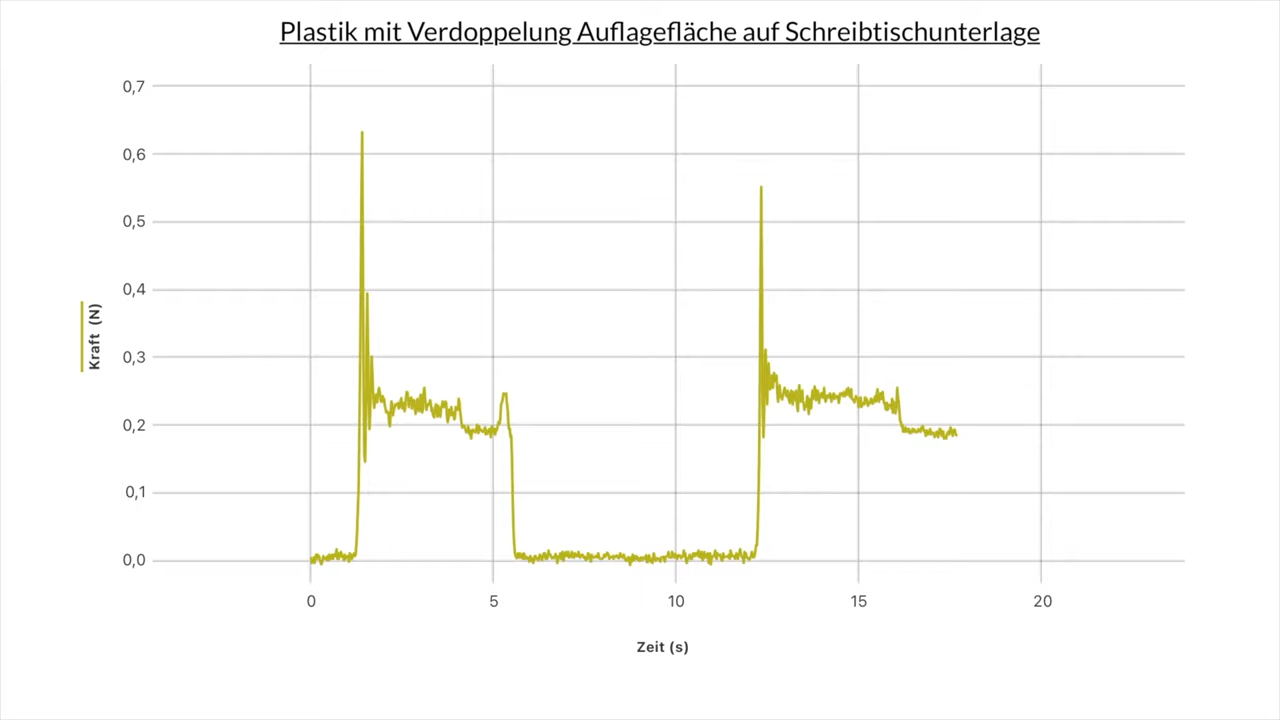 Plastik mit Verdoppelung Auflagefläche auf Schreibtischunterlage
0,7
0,6
0,5
0,4
0,3
0,2
0,1
0,0
Kraft (N)
0 5 10 15 20
Zeit (s)